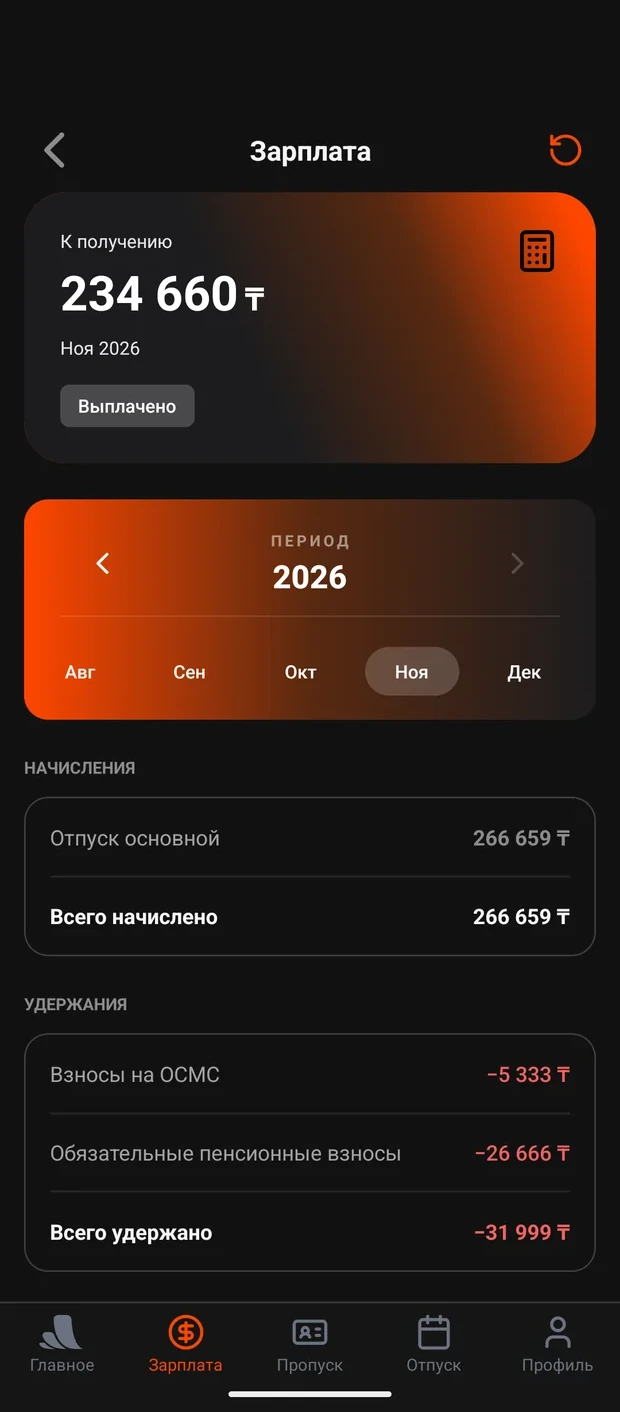 Зарплата
К получению
234 660 ₸
Ноя 2026
Выплачено
ПЕРИОД
2026
Авг Сен Окт Ноя Дек
НАЧИСЛЕНИЯ
Отпуск основной 266 659 ₸
Всего начислено 266 659 ₸
УДЕРЖАНИЯ
Взносы на ОСМС −5 333 ₸
Обязательные пенсионные взносы −26 666 ₸
Всего удержано −31 999 ₸
Главное Зарплата Пропуск Отпуск Профиль